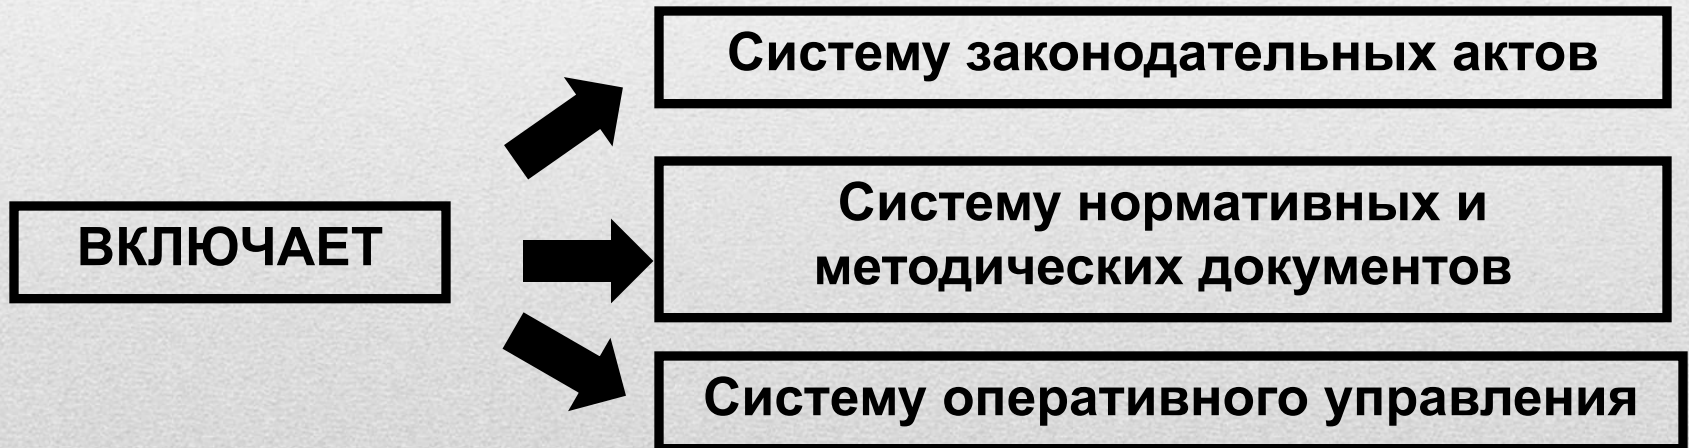 Систему законодательных актов
ВКЛЮЧАЕТ
Систему нормативных и
методических документов
Систему оперативного управления